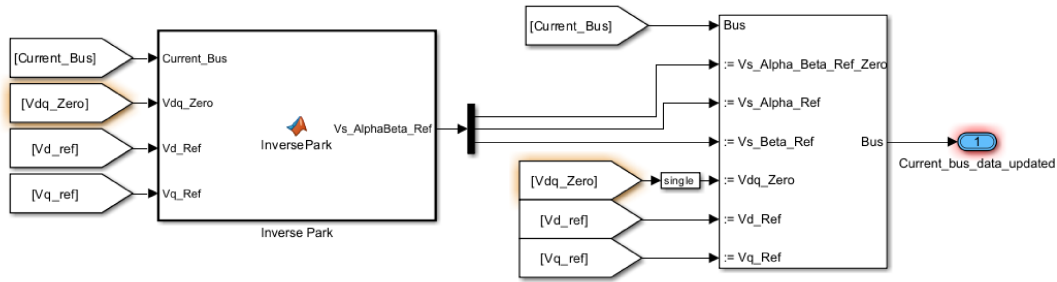 [Current_Bus]
[Vdq_Zero]
[Vd_ref]
[Vq_ref]
Current_Bus
Vdq_Zero
Vd_Ref
Vq_Ref
InversePark
Vs_AlphaBeta_Ref
Inverse Park
[Current_Bus]
[Vdq_Zero]
[Vd_ref]
[Vq_ref]
single
Bus
:= Vs_Alpha_Beta_Ref_Zero
:= Vs_Alpha_Ref
:= Vs_Beta_Ref
:= Vdq_Zero
:= Vd_Ref
:= Vq_Ref
Bus
1
Current_bus_data_updated